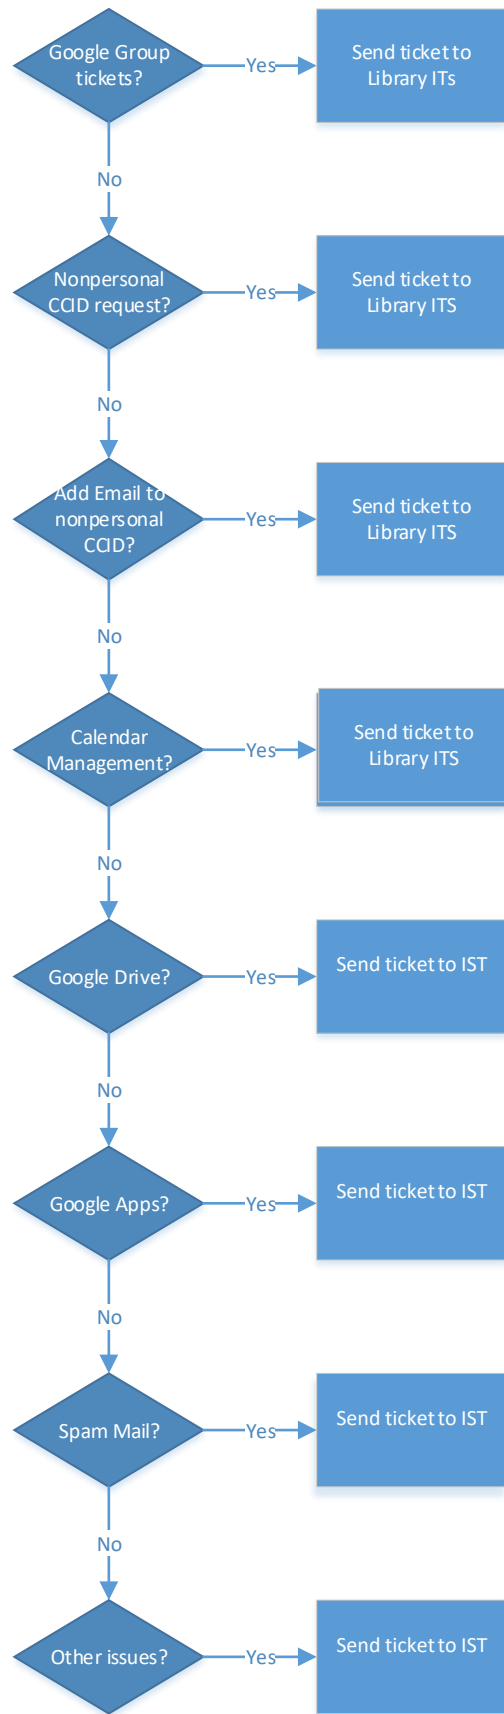 Google Group
tickets?
Yes
Send ticket to
Library ITs
No
Nonpersonal
CCID request?
Yes
Send ticket to
Library ITS
No
Add Email to
nonpersonal
CCID?
Yes
Send ticket to
Library ITS
No
Calendar
Management?
Yes
Send ticket to
Library ITS
No
Google Drive?
Yes
Send ticket to IST
No
Google Apps?
Yes
Send ticket to IST
No
Spam Mail?
Yes
Send ticket to IST
No
Other issues?
Yes
Send ticket to IST